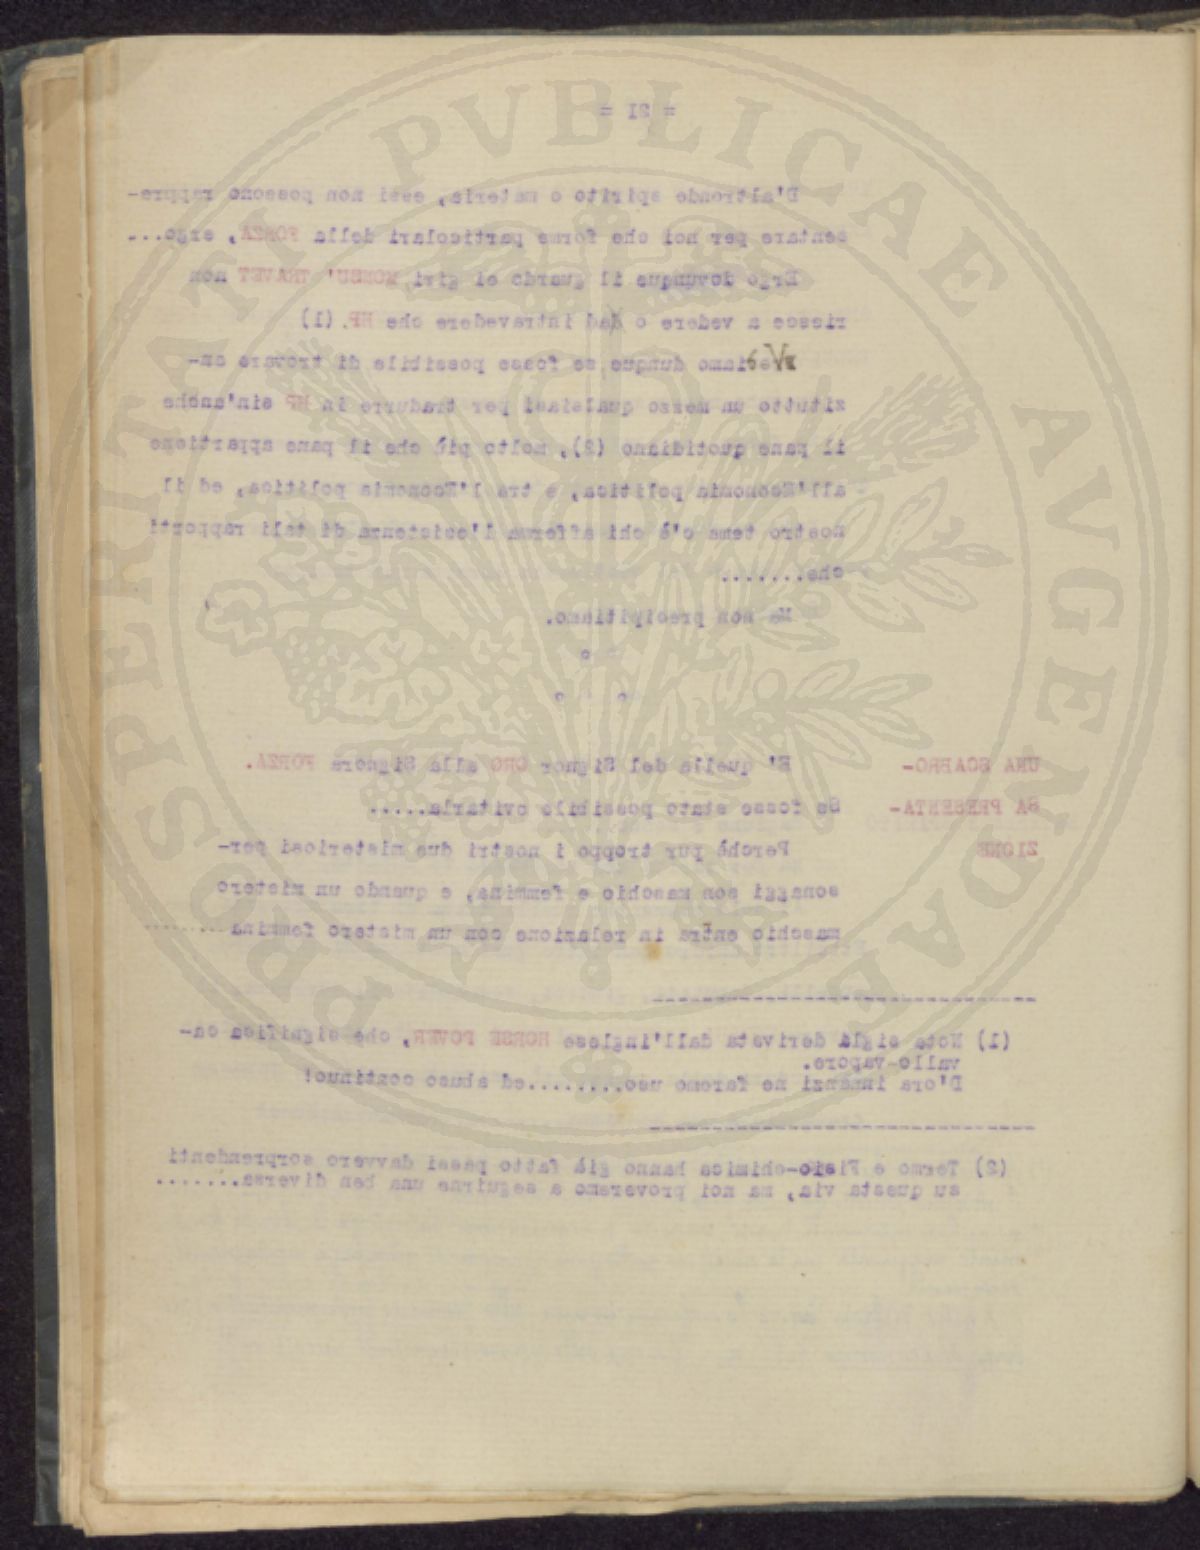 = 21 =
D'altronde spirito o materia, essi non possono rappre-
sentare per noi che forme particolari della FORZA, ergo...
Ergo dovunque il guardo ei giri MONSU' TRAVET non
riesce a vedere o ad intravedere che HP.(1)
Vediamo dunque se fosse possibile di trovare an-
zitutto un mezzo qualsiasi per tradurre in HP sin'anche
il pane quotidiano (2), molto più che il pane appartiene
all'Economia politica, e tra l'Economia politica, ed il
nostro tema c'è chi afferma l'esistenza di tali rapporti
che........
Ma non precipitiamo.
°
° °
UNA SCABRO-
SA PRESENTA-
ZIONE
E' quella del Signor ORO alla Signora FORZA.
Se fosse stato possibile evitarla.....
Perchè pur troppo i nostri due misteriosi per-
sonaggi son maschio e femmina, e quando un mistero
maschio entra in relazione con un mistero femmina........
(1) Nota sigla derivata dall'inglese HORSE POVER, che significa ca-
vallo-vapore.
D'ora innanzi ne faremo uso.........ed abuso continuo!
(2) Termo e Fisio-chimica hanno già fatto passi davvero sorprendenti
su questa via, ma noi proveremo a seguirne una ben diversa.......
PROSPERITATI PVBLICAE AVGENDAE